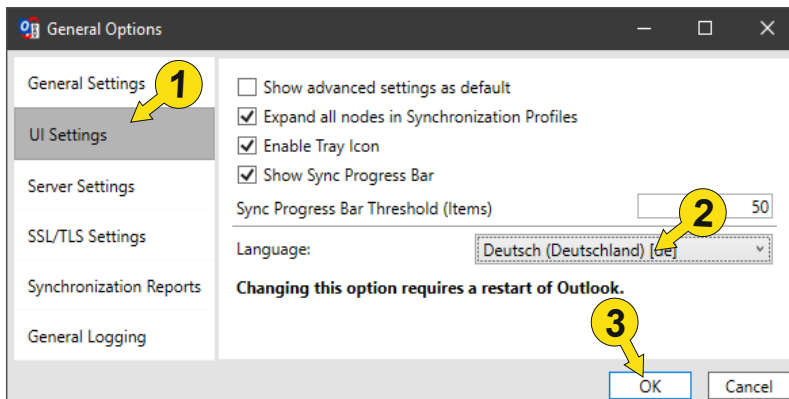 General Options
General Settings
1
UI Settings
Server Settings
SSL/TLS Settings
Synchronization Reports
General Logging
Show advanced settings as default
Expand all nodes in Synchronization Profiles
Enable Tray Icon
Show Sync Progress Bar
Sync Progress Bar Threshold (Items) 50
2
Language: Deutsch (Deutschland) [de]
Changing this option requires a restart of Outlook.
3
OK Cancel